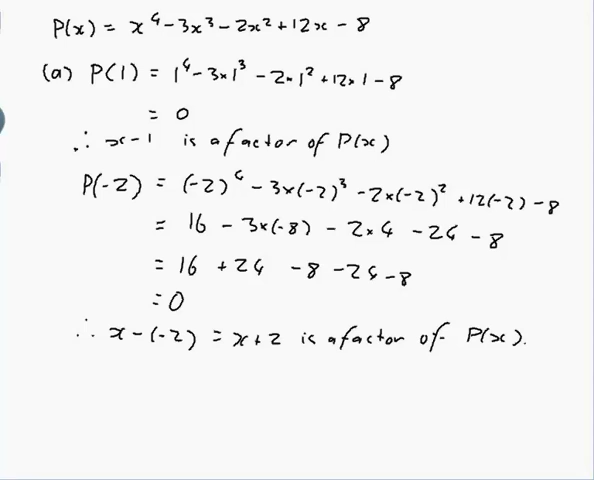 P(x) = x⁴ - 3x³ - 2x² + 12x - 8
(a) P(1) = 1⁴ - 3×1³ - 2×1² + 12×1 - 8
= 0
∴ x-1 is a factor of P(x)
P(-2) = (-2)⁴ - 3×(-2)³ - 2×(-2)² + 12(-2) - 8
= 16 - 3×(-8) - 2×4 - 24 - 8
= 16 + 24 - 8 - 24 - 8
= 0
∴ x-(-2) = x+2 is a factor of P(x).